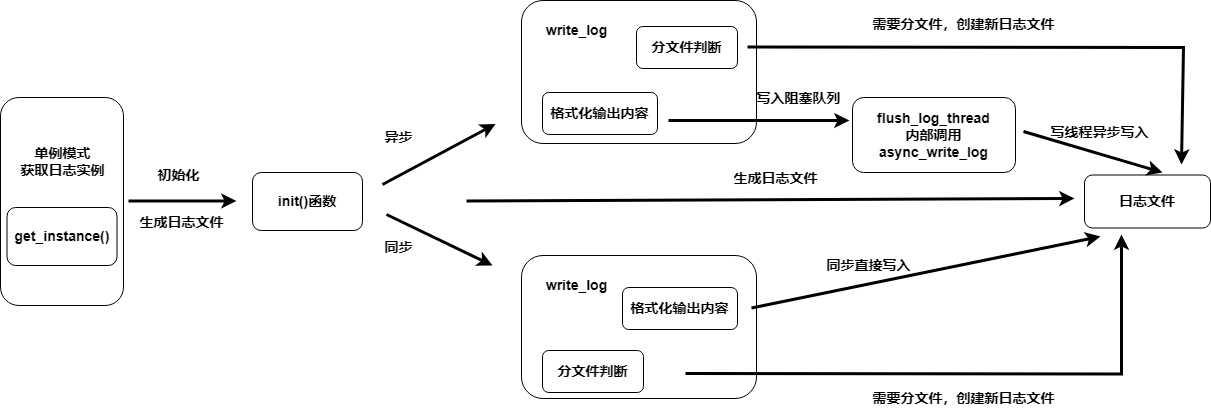 单例模式
获取日志实例
get_instance()
初始化
生成日志文件
init()函数
异步
同步
write_log
分文件判断
格式化输出内容
需要分文件，创建新日志文件
写入阻塞队列
flush_log_thread
内部调用
async_write_log
写线程异步写入
生成日志文件
日志文件
write_log
格式化输出内容
分文件判断
同步直接写入
需要分文件，创建新日志文件